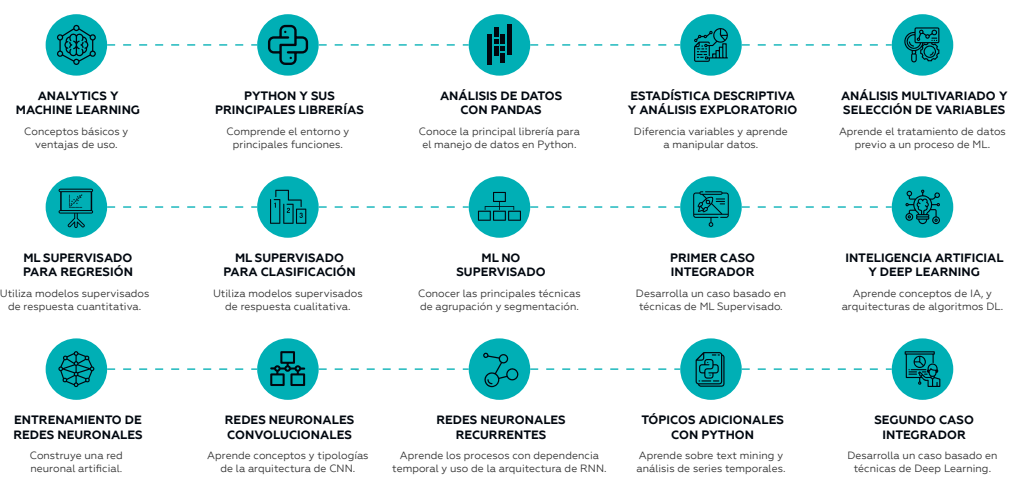 ANALYTICS Y
MACHINE LEARNING
Conceptos básicos y
ventajas de uso.
PYTHON Y SUS
PRINCIPALES LIBRERÍAS
Comprende el entorno y
principales funciones.
ANÁLISIS DE DATOS
CON PANDAS
Conoce la principal librería para
el manejo de datos en Python.
ESTADÍSTICA DESCRIPTIVA
Y ANÁLISIS EXPLORATORIO
Diferencia variables y aprende
a manipular datos.
ANÁLISIS MULTIVARIADO Y
SELECCIÓN DE VARIABLES
Aprende el tratamiento de datos
previo a un proceso de ML.
ML SUPERVISADO
PARA REGRESIÓN
Utiliza modelos supervisados
de respuesta cuantitativa.
1 2 3
ML SUPERVISADO
PARA CLASIFICACIÓN
Utiliza modelos supervisados
de respuesta cualitativa.
ML NO
SUPERVISADO
Conocer las principales técnicas
de agrupación y segmentación.
PRIMER CASO
INTEGRADOR
Desarrolla un caso basado en
técnicas de ML Supervisado.
INTELIGENCIA ARTIFICIAL
Y DEEP LEARNING
Aprende conceptos de IA, y
arquitecturas de algoritmos DL.
ENTRENAMIENTO DE
REDES NEURONALES
Construye una red
neuronal artificial.
REDES NEURONALES
CONVOLUCIONALES
Aprende conceptos y tipologías
de la arquitectura de CNN.
REDES NEURONALES
RECURRENTES
Aprende los procesos con dependencia
temporal y uso de la arquitectura de RNN.
TÓPICOS ADICIONALES
CON PYTHON
Aprende sobre text mining y
análisis de series temporales.
SEGUNDO CASO
INTEGRADOR
Desarrolla un caso basado en
técnicas de Deep Learning.